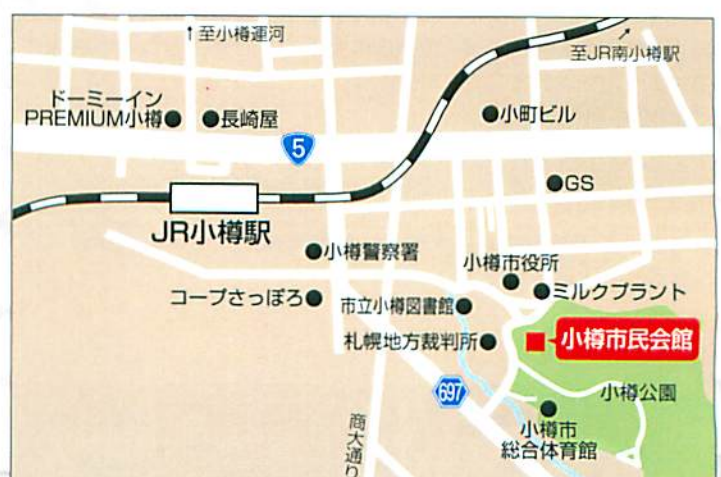 ↑至小樽運河
至JR南小樽駅
ドーミーイン
PREMIUM小樽
長崎屋
小町ビル
5
GS
JR小樽駅
小樽警察署
小樽市役所
コープさっぽろ
市立小樽図書館
ミルクプラント
札幌地方裁判所
小樽市民会館
697
小樽公園
商大通り
小樽市
総合体育館